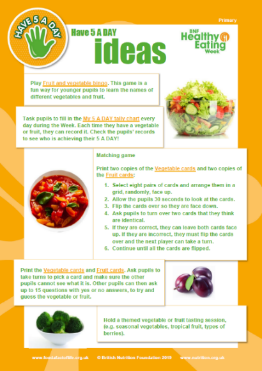 Primary
HAVE 5 A DAY
Have 5 A DAY
ideas
BNF
Healthy
Eating
Week
Play Fruit and vegetable bingo. This game is a
fun way for younger pupils to learn the names of
different vegetables and fruit.
Task pupils to fill in the My 5 A DAY tally chart every
day during the Week. Each time they have a vegetable
or fruit, they can record it. Check the pupils' records
to see who is achieving their 5 A DAY!
Matching game
Print two copies of the Vegetable cards and two copies of
the Fruit cards:
1. Select eight pairs of cards and arrange them in a
grid, randomly, face up.
2. Allow the pupils 30 seconds to look at the cards.
3. Flip the cards over so they are face down.
4. Ask pupils to turn over two cards that they think
are identical.
5. If they are correct, they can leave both cards face
up. If they are incorrect, they must flip the cards
over and the next player can take a turn.
6. Continue until all the cards are flipped.
Print the Vegetable cards and Fruit cards. Ask pupils to
take turns to pick a card and make sure the other
pupils cannot see what it is. Other pupils can then ask
up to 15 questions with yes or no answers, to try and
guess the vegetable or fruit.
Hold a themed vegetable or fruit tasting session,
(e.g. seasonal vegetables, tropical fruit, types of
berries).
© British Nutrition Foundation 2019
www.nutrition.org.uk